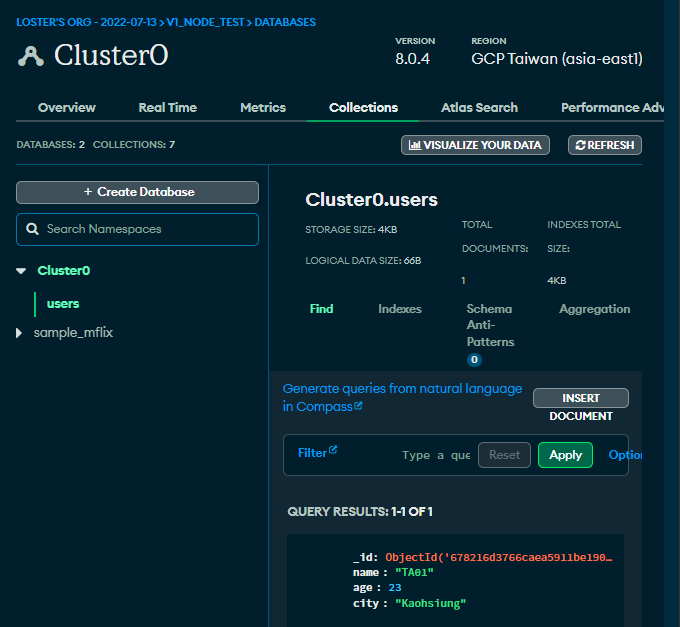 LOSTER'S ORG - 2022-07-13 > V1_NODE_TEST > DATABASES
Cluster0
VERSION
8.0.4
REGION
GCP Taiwan (asia-east1)
Overview Real Time Metrics Collections Atlas Search Performance Adv
DATABASES: 2 COLLECTIONS: 7
VISUALIZE YOUR DATA
REFRESH
+ Create Database
Search Namespaces
Cluster0
users
sample_mflix
Cluster0.users
STORAGE SIZE: 4KB
LOGICAL DATA SIZE: 66B
TOTAL
DOCUMENTS:
1
INDEXES TOTAL
SIZE:
4KB
Find
Indexes
Schema
Anti-
Patterns
0
Aggregation
Generate queries from natural language
in Compass
INSERT
DOCUMENT
Filter
Type a que
Reset
Apply
Option
QUERY RESULTS: 1-1 OF 1
_id: ObjectId('678216d3766caea5911be190…
name : "TA01"
age : 23
city : "Kaohsiung"